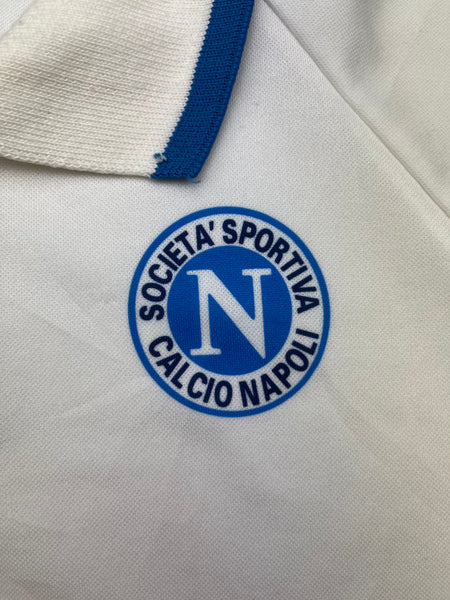 SOCIETA' SPORTIVA
N
CALCIO NAPOLI